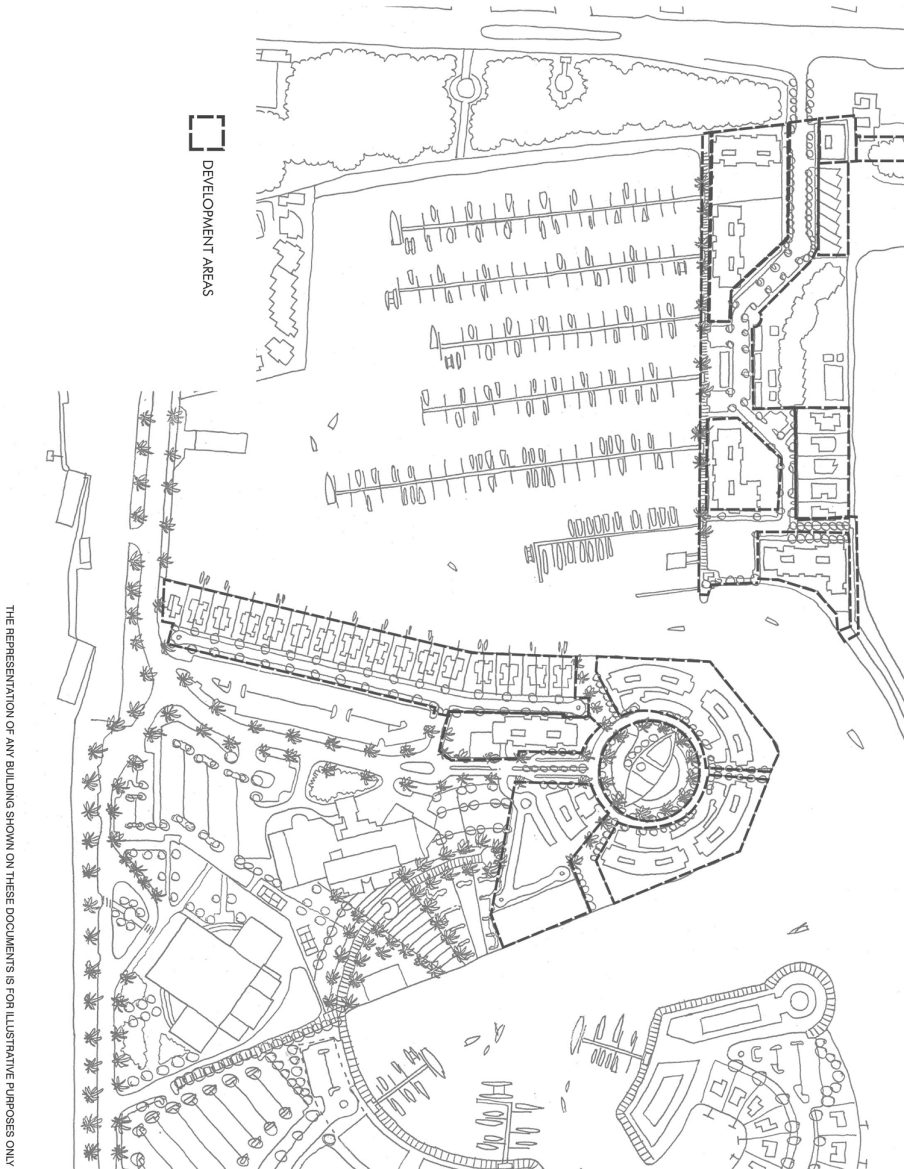 DEVELOPMENT AREAS
THE REPRESENTATION OF ANY BUILDING SHOWN ON THESE DOCUMENTS IS FOR ILLUSTRATIVE PURPOSES ONLY